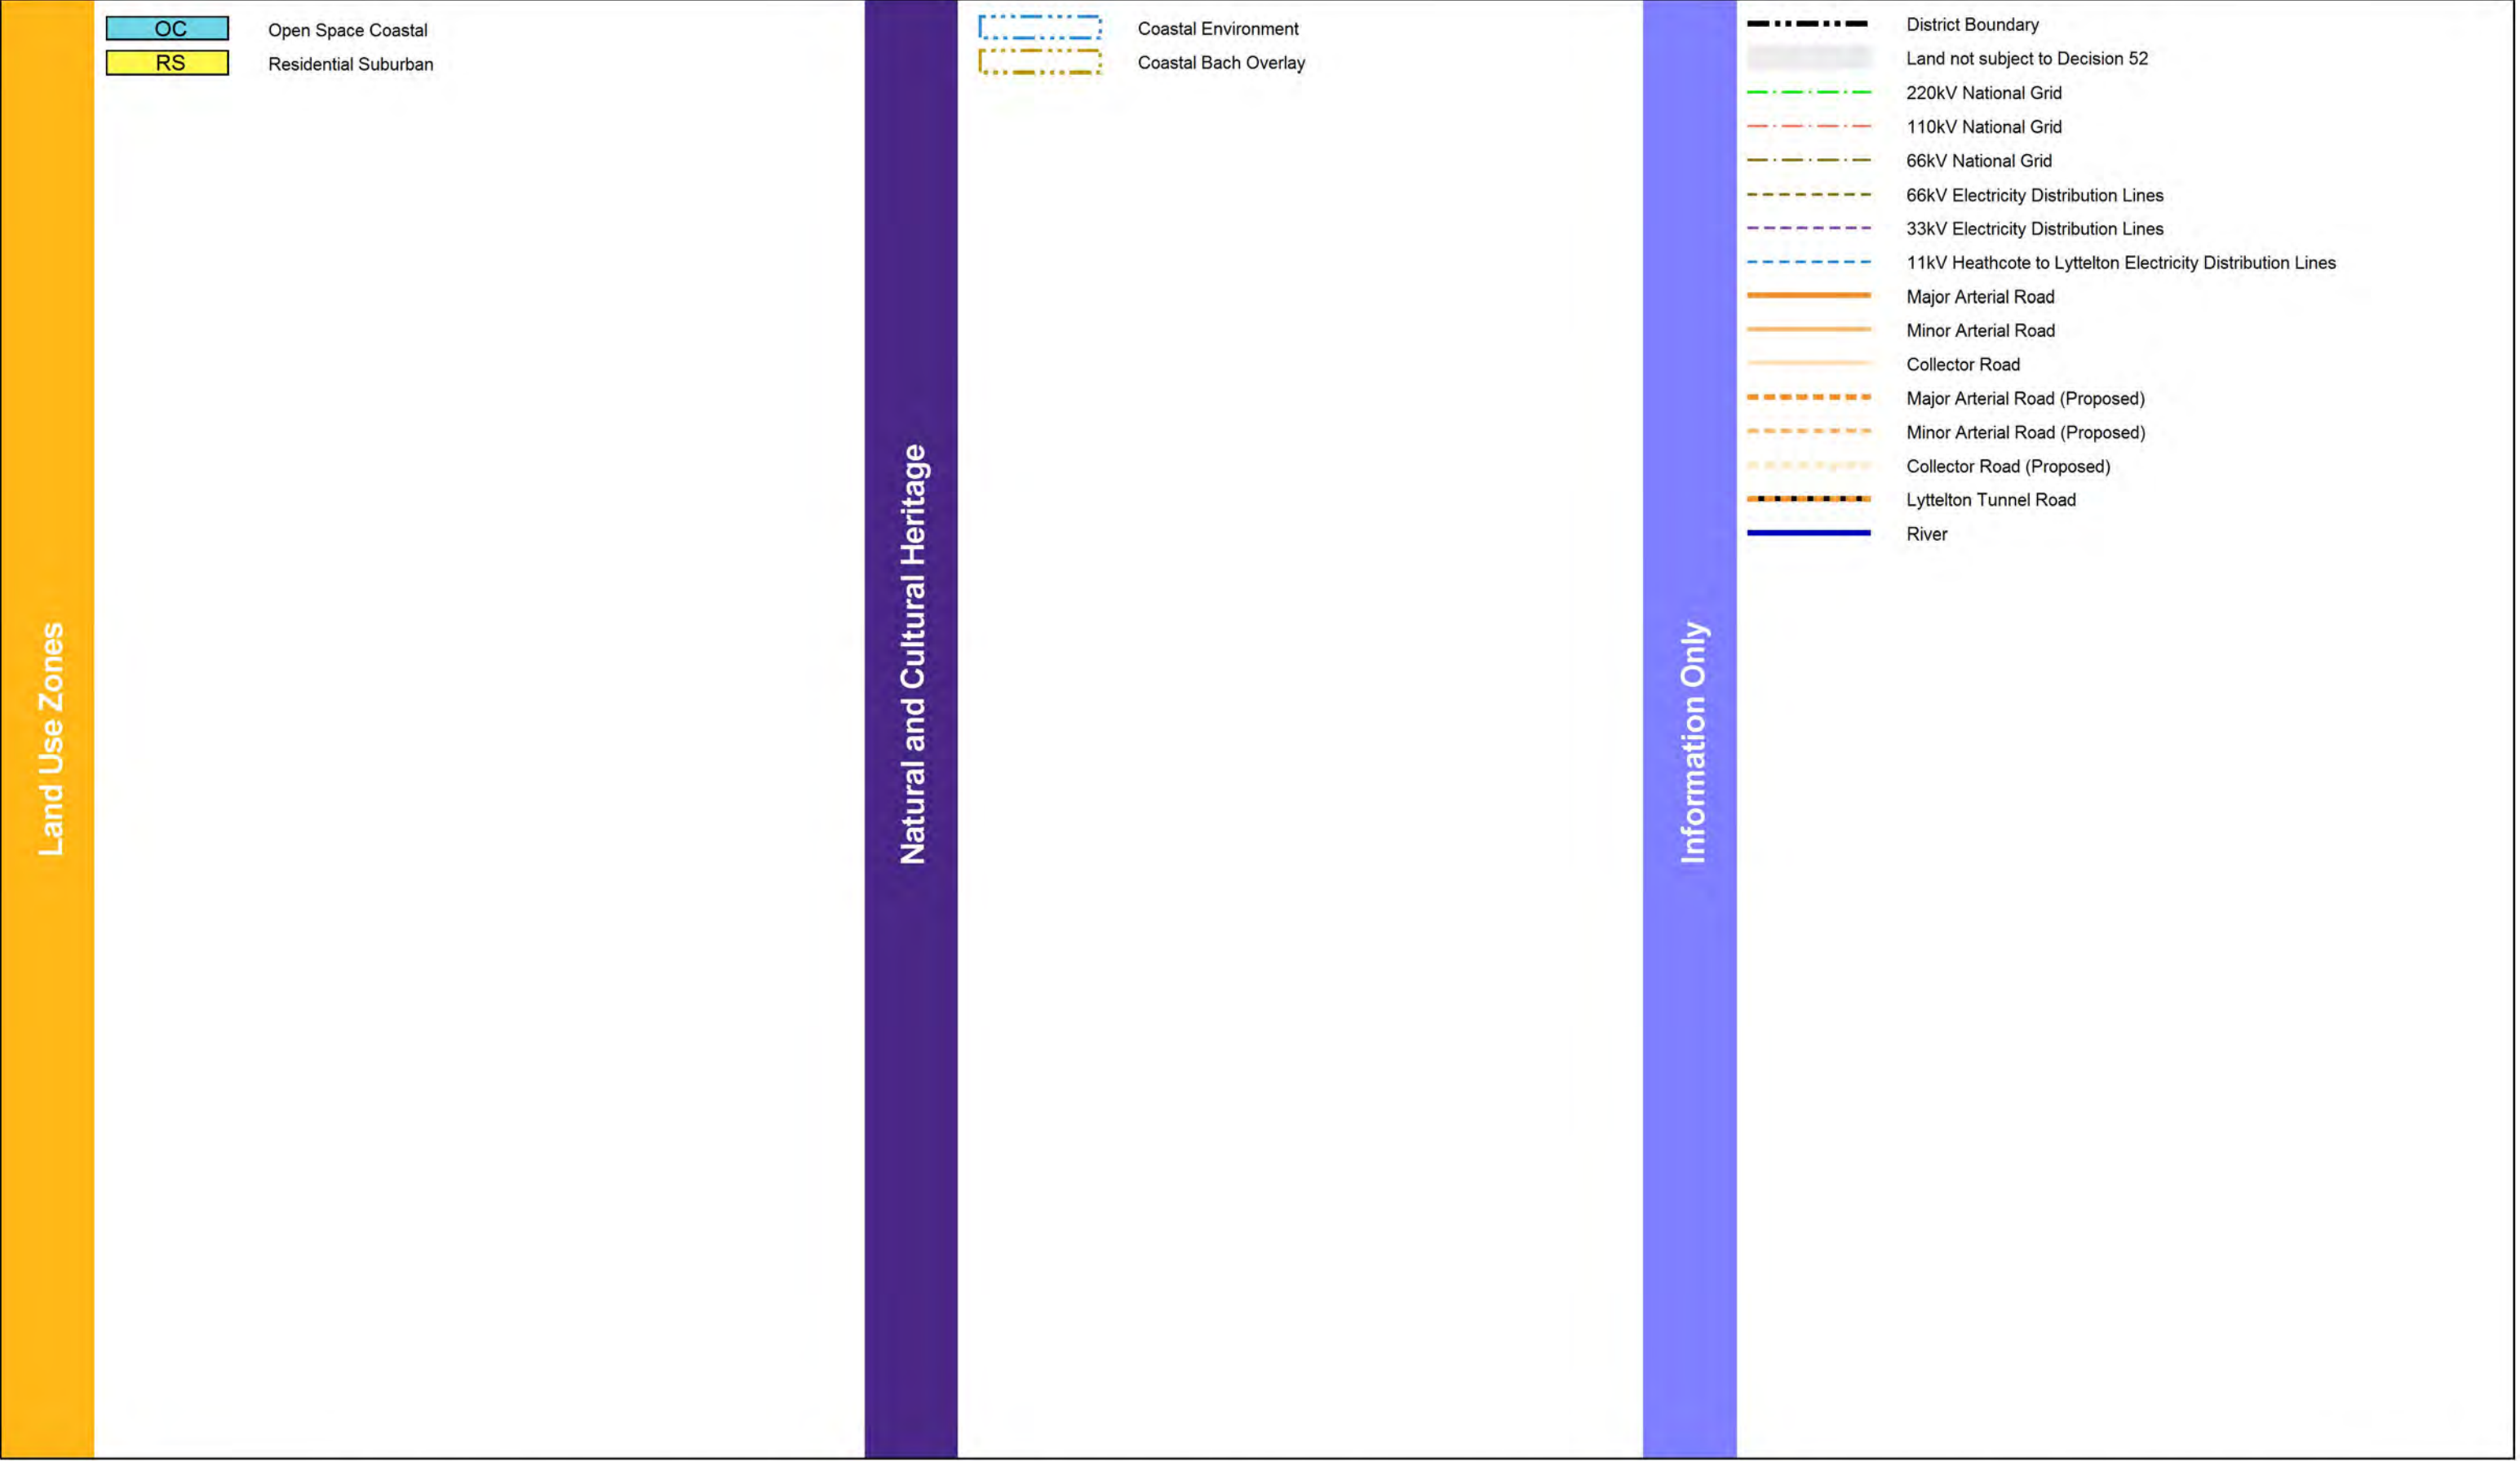 Land Use Zones
OC Open Space Coastal
RS Residential Suburban
Natural and Cultural Heritage
Coastal Environment
Coastal Bach Overlay
Information Only
District Boundary
Land not subject to Decision 52
220kV National Grid
110kV National Grid
66kV National Grid
66kV Electricity Distribution Lines
33kV Electricity Distribution Lines
11kV Heathcote to Lyttelton Electricity Distribution Lines
Major Arterial Road
Minor Arterial Road
Collector Road
Major Arterial Road (Proposed)
Minor Arterial Road (Proposed)
Collector Road (Proposed)
Lyttelton Tunnel Road
River